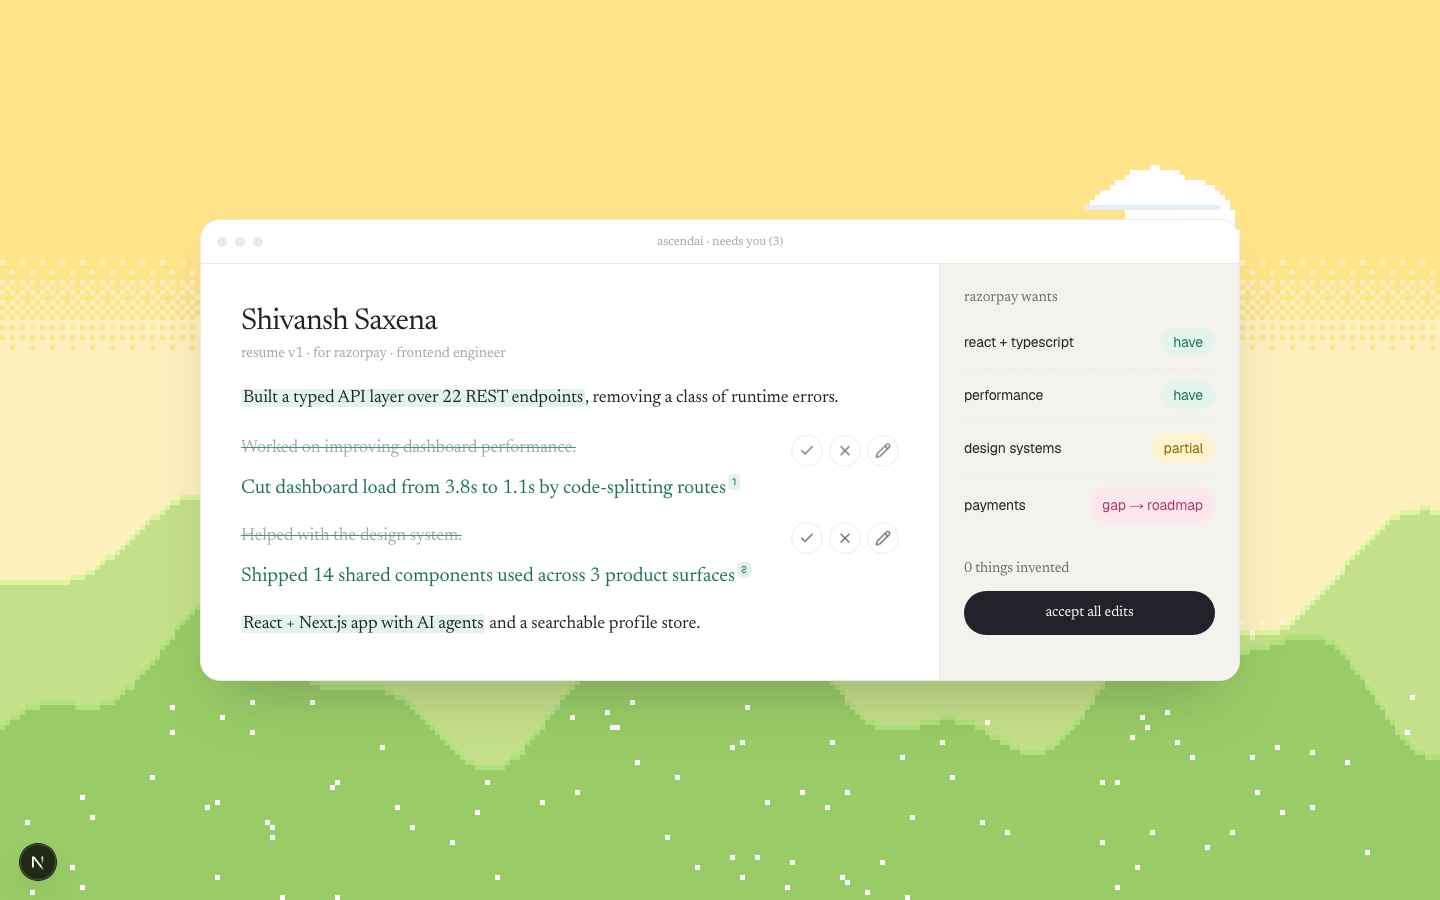 ascendai · needs you (3)
Shivansh Saxena
resume v1 · for razorpay · frontend engineer
Built a typed API layer over 22 REST endpoints, removing a class of runtime errors.
Worked on improving dashboard performance.
Cut dashboard load from 3.8s to 1.1s by code-splitting routes 1
Helped with the design system.
Shipped 14 shared components used across 3 product surfaces 2
React + Next.js app with AI agents and a searchable profile store.
razorpay wants
react + typescript have
performance have
design systems partial
payments gap → roadmap
0 things invented
accept all edits
N